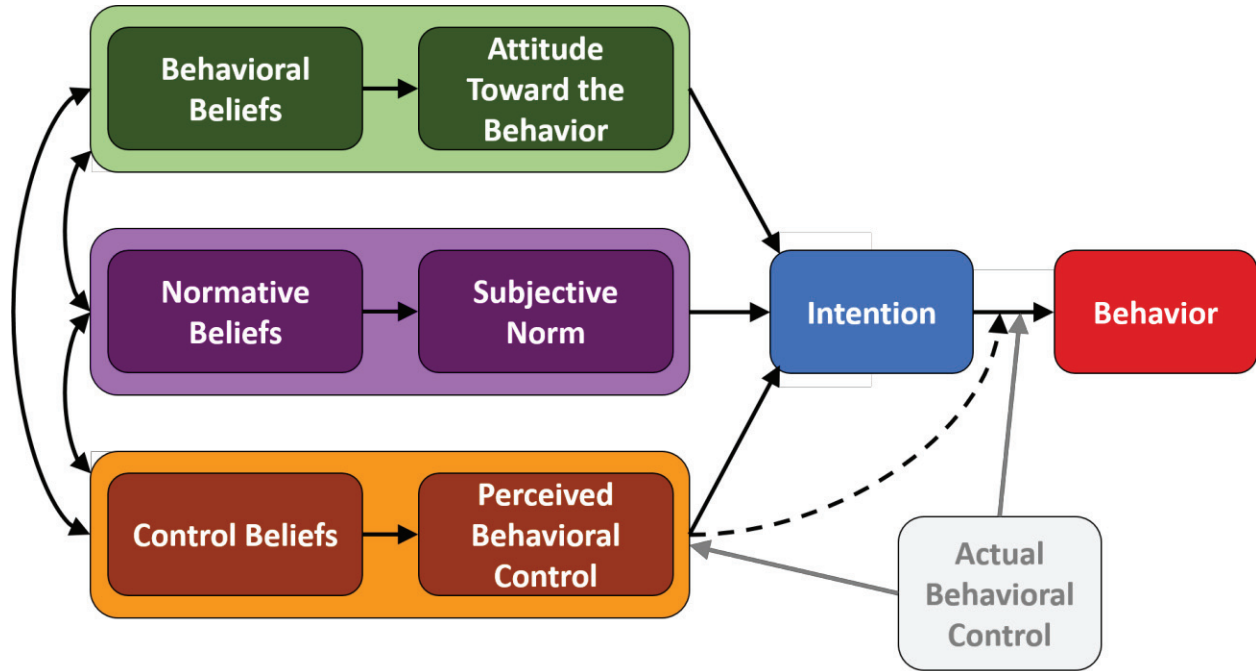 Behavioral
Beliefs
Attitude
Toward the
Behavior
Normative
Beliefs
Subjective
Norm
Intention
Behavior
Control Beliefs
Perceived
Behavioral
Control
Actual
Behavioral
Control